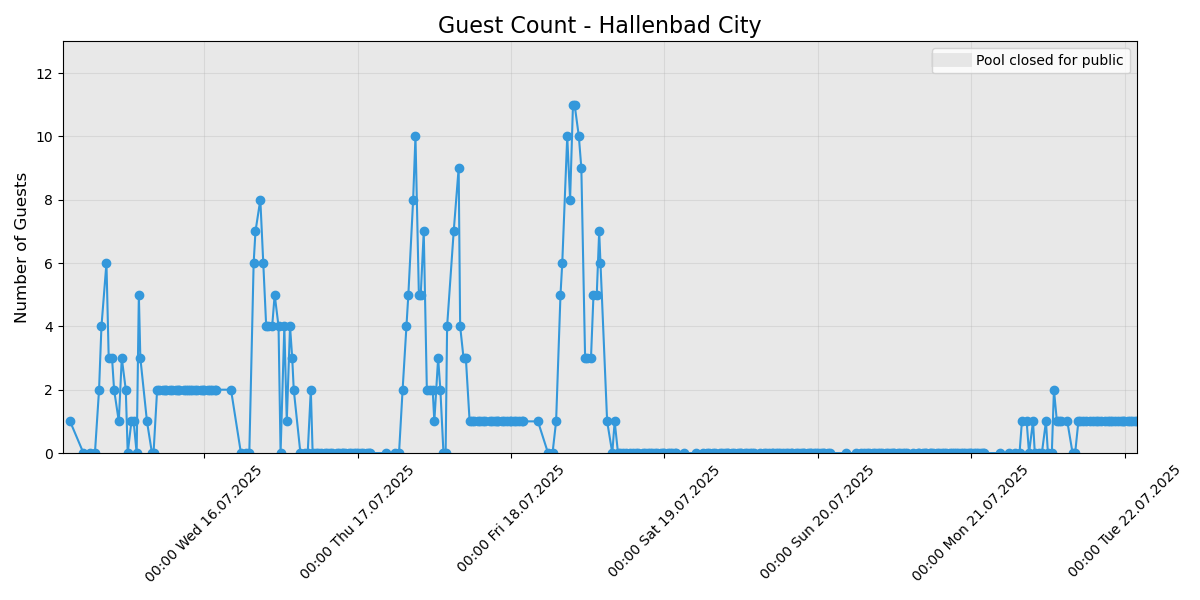 Guest Count - Hallenbad City
Pool closed for public
Number of Guests
12
10
8
6
4
2
0
00:00 Wed 16.07.2025
00:00 Thu 17.07.2025
00:00 Fri 18.07.2025
00:00 Sat 19.07.2025
00:00 Sun 20.07.2025
00:00 Mon 21.07.2025
00:00 Tue 22.07.2025